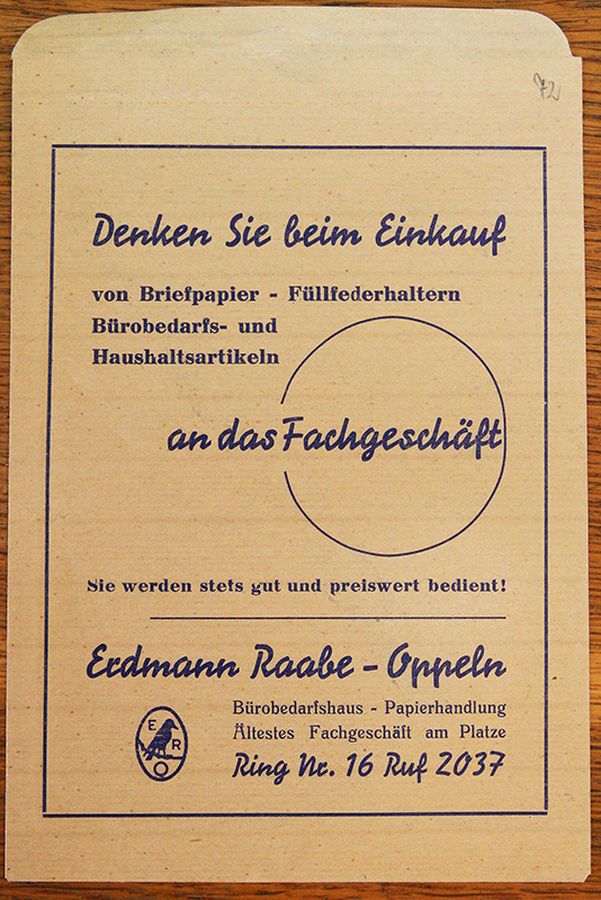 72
Denken Sie beim Einkauf
von Briefpapier - Füllfederhaltern
Bürobedarfs- und
Haushaltsartikeln
an das Fachgeschäft
Sie werden stets gut und preiswert bedient!
Erdmann Raabe - Oppeln
Bürobedarfshaus - Papierhandlung
Ältestes Fachgeschäft am Platze
Ring Nr. 16 Ruf 2037
E R O